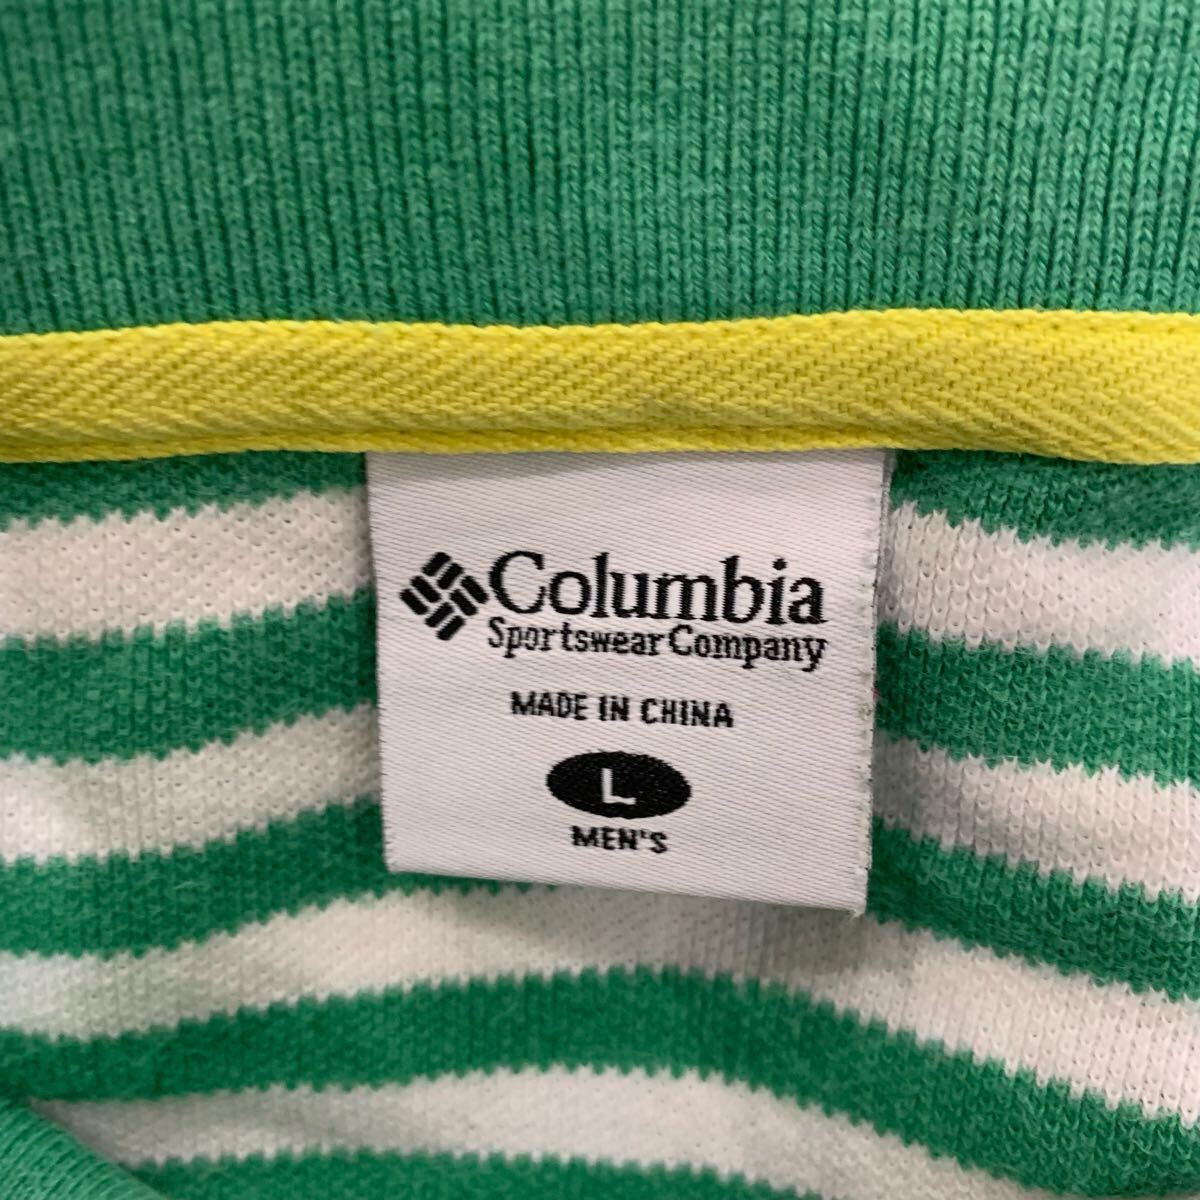 Columbia
Sportswear Company
MADE IN CHINA
L
MEN'S